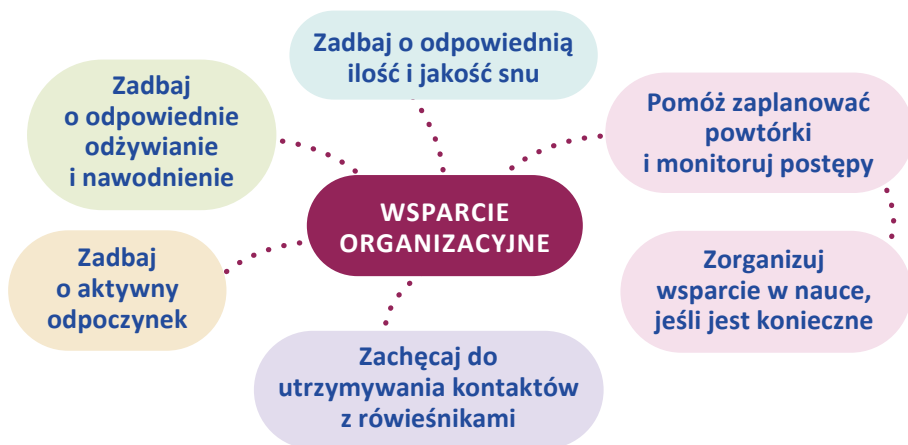 Zadbaj o odpowiednią
ilość i jakość snu
Zadbaj
o odpowiednie
odżywianie
i nawodnienie
Pomóż zaplanować
powtórki
i monitoruj postępy
WSPARCIE
ORGANIZACYJNE
Zadbaj
o aktywny
odpoczynek
Zorganizuj
wsparcie w nauce,
jeśli jest konieczne
Zachęcaj do
utrzymywania kontaktów
z rówieśnikami